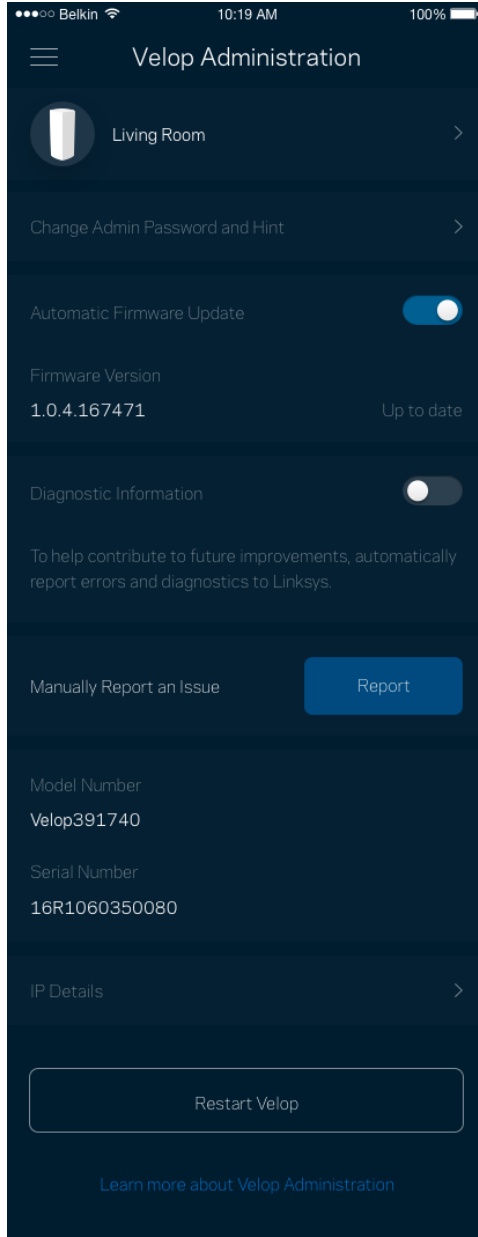 Belkin 10:19 AM 100%
Velop Administration
Living Room
Change Admin Password and Hint
Automatic Firmware Update
Firmware Version
1.0.4.167471 Up to date
Diagnostic Information
To help contribute to future improvements, automatically
report errors and diagnostics to Linksys.
Manually Report an Issue Report
Model Number
Velop391740
Serial Number
16R1060350080
IP Details
Restart Velop
Learn more about Velop Administration